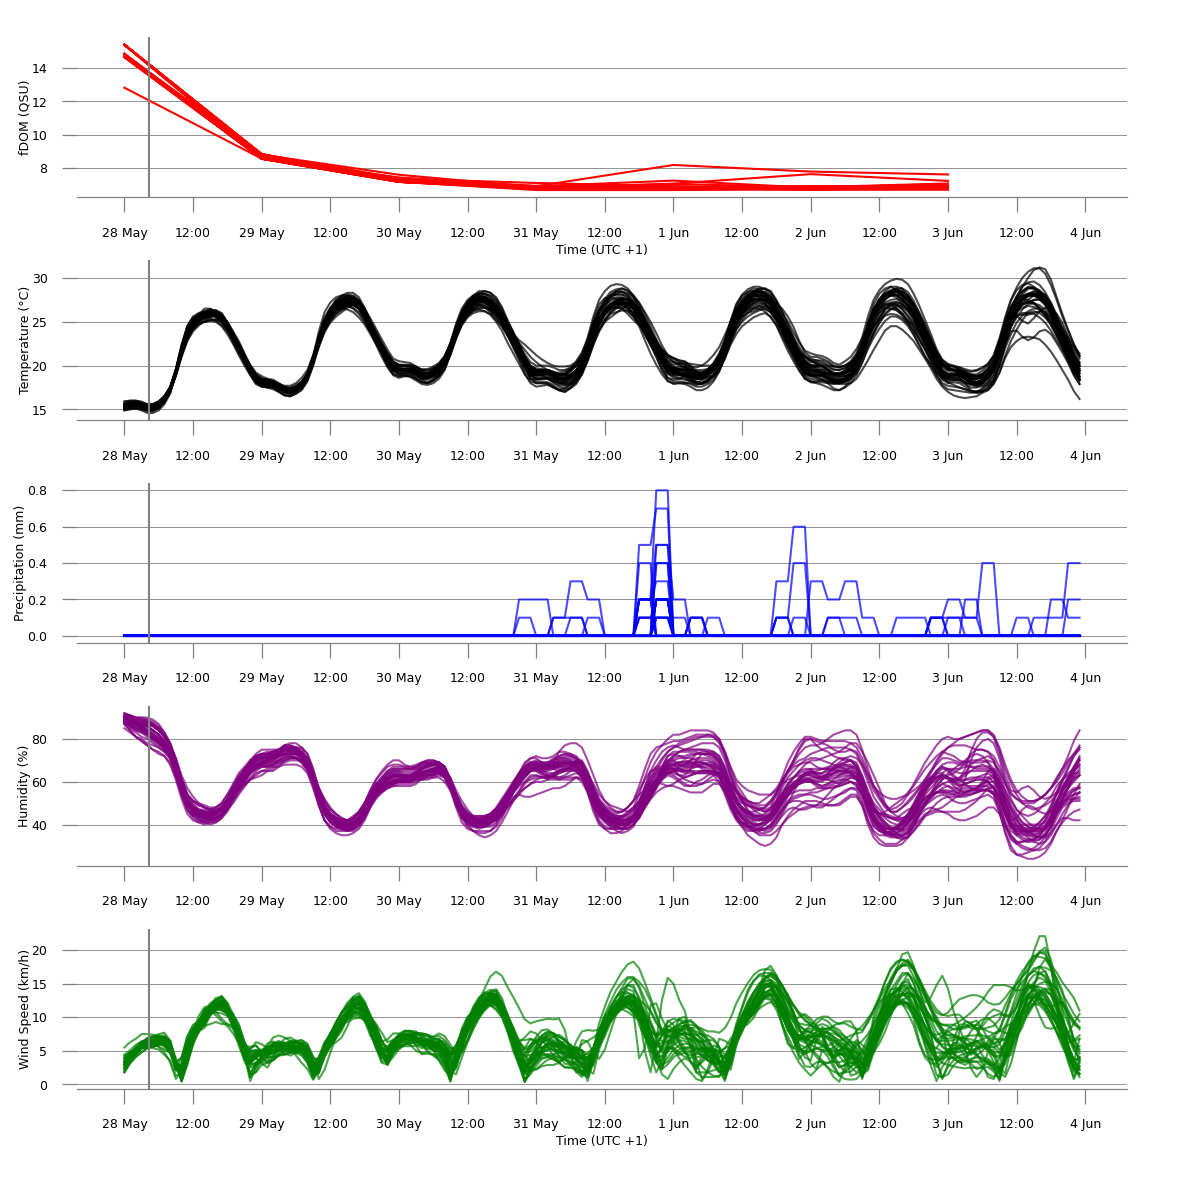 fDOM (QSU)
14
12
10
8
28 May 12:00 29 May 12:00 30 May 12:00 31 May 12:00 1 Jun 12:00 2 Jun 12:00 3 Jun 12:00 4 Jun
Time (UTC +1)
Temperature (°C)
30
25
20
15
28 May 12:00 29 May 12:00 30 May 12:00 31 May 12:00 1 Jun 12:00 2 Jun 12:00 3 Jun 12:00 4 Jun
Precipitation (mm)
0.8
0.6
0.4
0.2
0.0
28 May 12:00 29 May 12:00 30 May 12:00 31 May 12:00 1 Jun 12:00 2 Jun 12:00 3 Jun 12:00 4 Jun
Humidity (%)
80
60
40
28 May 12:00 29 May 12:00 30 May 12:00 31 May 12:00 1 Jun 12:00 2 Jun 12:00 3 Jun 12:00 4 Jun
Wind Speed (km/h)
20
15
10
5
0
28 May 12:00 29 May 12:00 30 May 12:00 31 May 12:00 1 Jun 12:00 2 Jun 12:00 3 Jun 12:00 4 Jun
Time (UTC +1)